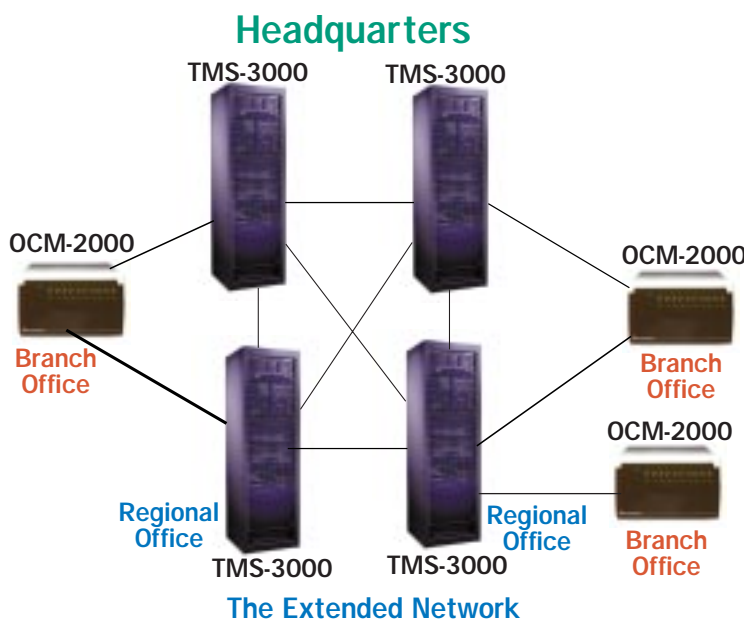 Headquarters
TMS-3000
TMS-3000
OCM-2000
Branch
Office
OCM-2000
Branch
Office
OCM-2000
Branch
Office
Regional
Office
TMS-3000
Regional
Office
TMS-3000
The Extended Network